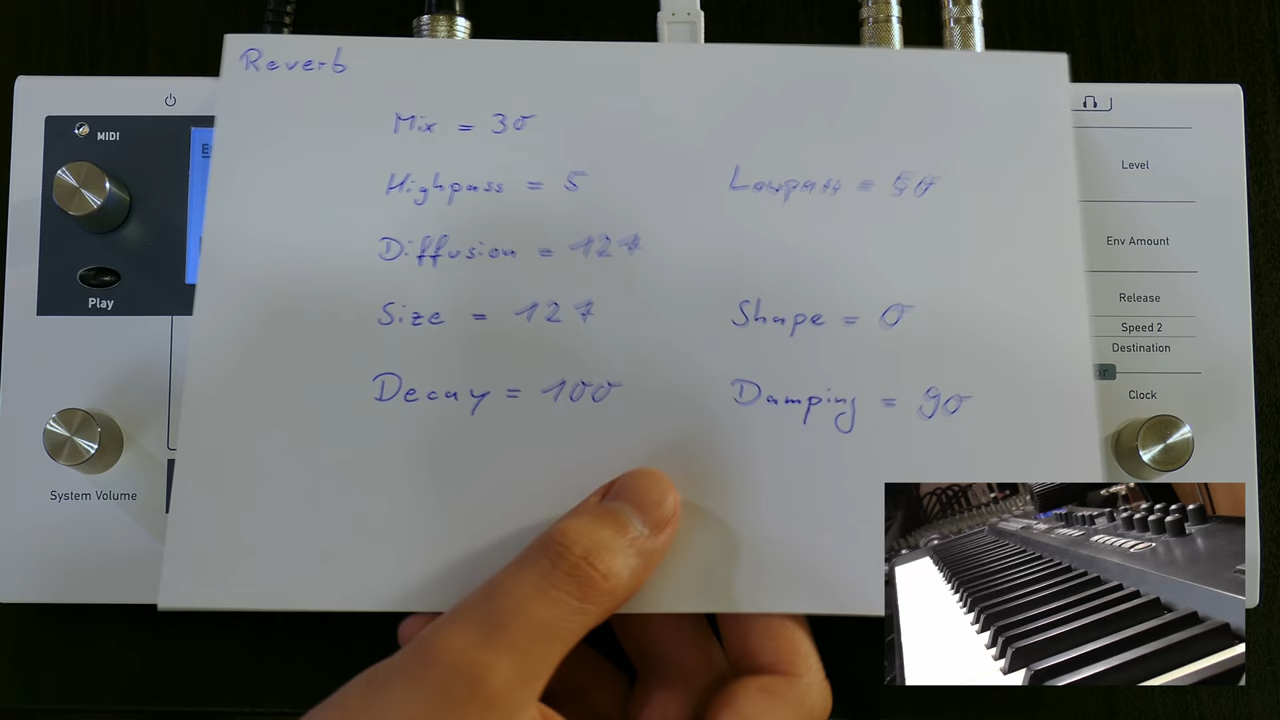 Reverb
Mix = 30
Highpass = 5 Lowpass = 50
Diffusion = 127
Size = 127 Shape = 0
Decay = 100 Damping = 90
MIDI
Play
System Volume
Level
Env Amount
Release
Speed 2
Destination
Clock